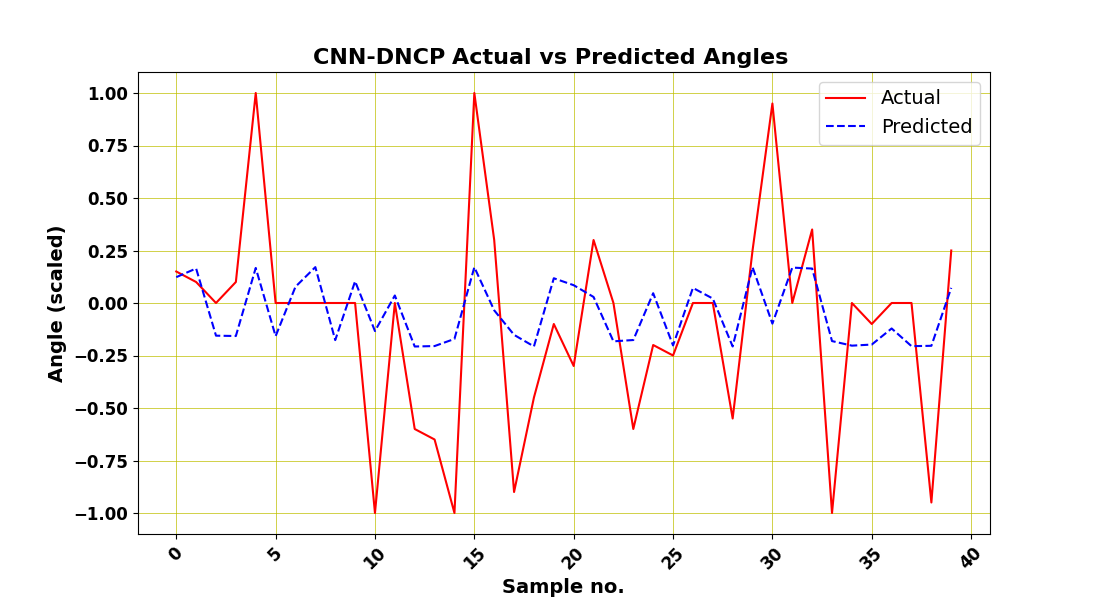 CNN-DNCP Actual vs Predicted Angles
Actual
Predicted
1.00
0.75
0.50
0.25
0.00
−0.25
−0.50
−0.75
−1.00
Angle (scaled)
0 5 10 15 20 25 30 35 40
Sample no.